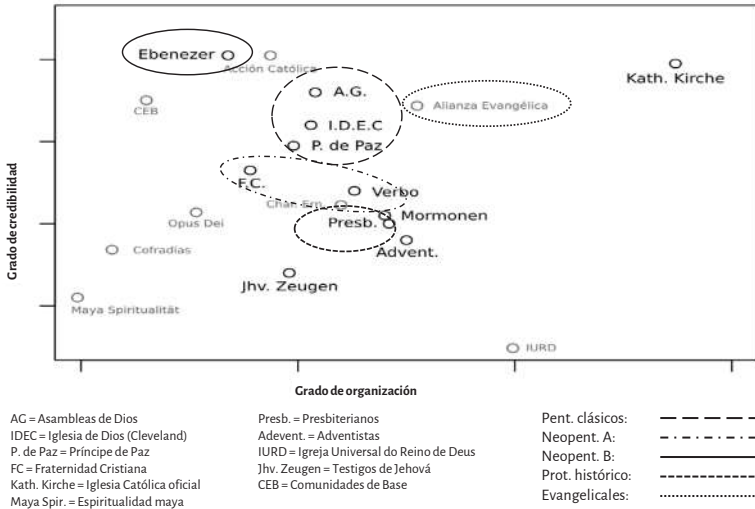 Ebenezer
Acción Católica
Kath. Kirche
A.G.
Alianza Evangélica
CEB
I.D.E.C
P. de Paz
F.C.
Verbo
Char. Ern.
Mormonen
Opus Dei
Presb.
Cofradías
Advent.
Jhv. Zeugen
Maya Spiritualität
IURD
Grado de credibilidad
Grado de organización
AG = Asambleas de Dios
IDEC = Iglesia de Dios (Cleveland)
P. de Paz = Príncipe de Paz
FC = Fraternidad Cristiana
Kath. Kirche = Iglesia Católica oficial
Maya Spir. = Espiritualidad maya
Presb. = Presbiterianos
Adevent. = Adventistas
IURD = Igreja Universal do Reino de Deus
Jhv. Zeugen = Testigos de Jehová
CEB = Comunidades de Base
Pent. clásicos:
Neopent. A:
Neopent. B:
Prot. histórico:
Evangelicales: